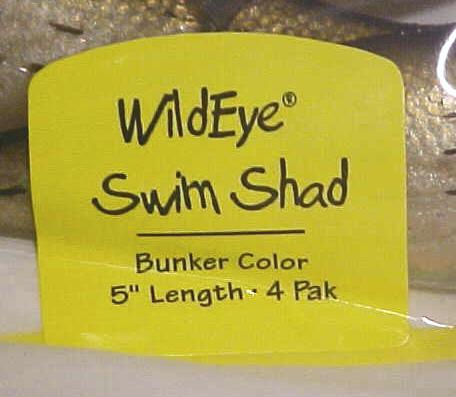 WildEye®
Swim Shad
Bunker Color
5" Length · 4 Pak